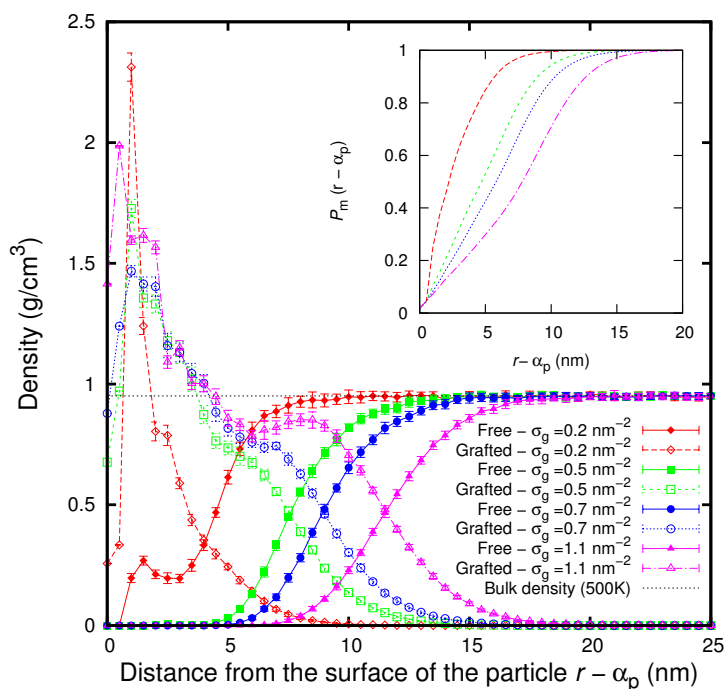 2.5
2
1.5
1
0.5
0
0
5
10
15
20
25
Density (g/cm³)
Distance from the surface of the particle r – αₚ (nm)
1
0.8
0.6
0.4
0.2
0
0
5
10
15
20
Pₘ (r – αₚ)
r – αₚ (nm)
Free – σg =0.2 nm⁻²
Grafted – σg =0.2 nm⁻²
Free – σg =0.5 nm⁻²
Grafted – σg =0.5 nm⁻²
Free – σg =0.7 nm⁻²
Grafted – σg =0.7 nm⁻²
Free – σg =1.1 nm⁻²
Grafted – σg =1.1 nm⁻²
Bulk density (500K)